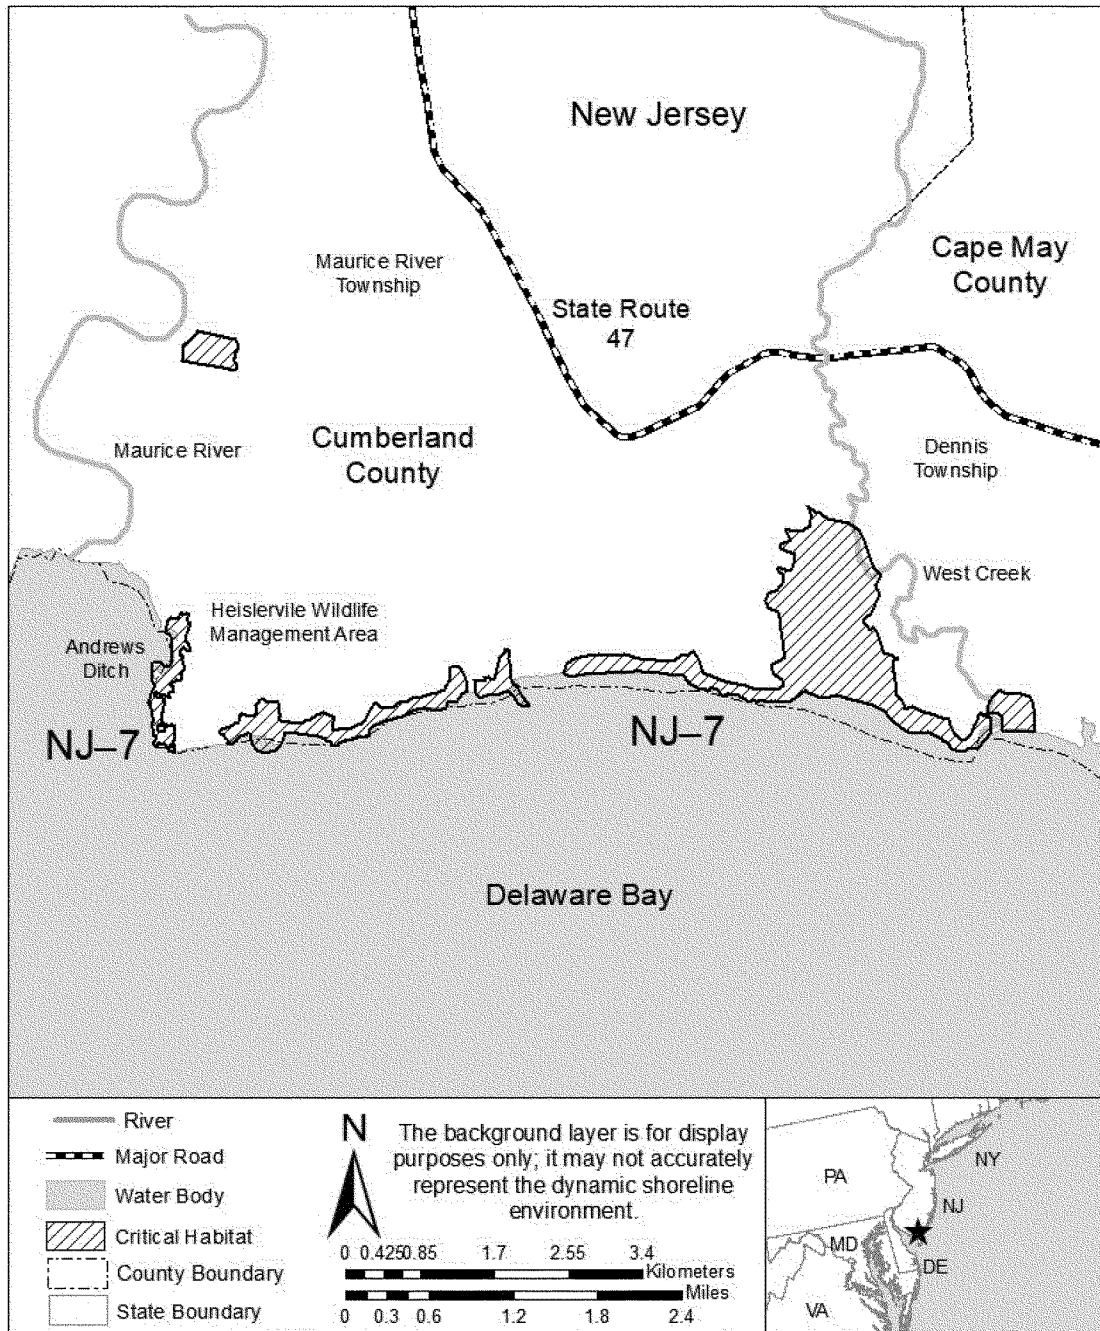 New Jersey
Cape May
County
Maurice River
Township
State Route
47
Cumberland
County
Maurice River
Dennis
Township
West Creek
Heislervile Wildlife
Management Area
Andrews
Ditch
NJ–7
NJ–7
Delaware Bay
River
Major Road
Water Body
Critical Habitat
County Boundary
State Boundary
N
The background layer is for display
purposes only; it may not accurately
represent the dynamic shoreline
environment.
0 0.425 0.85 1.7 2.55 3.4
Kilometers
Miles
0 0.3 0.6 1.2 1.8 2.4
PA
NY
NJ
MD
DE
VA